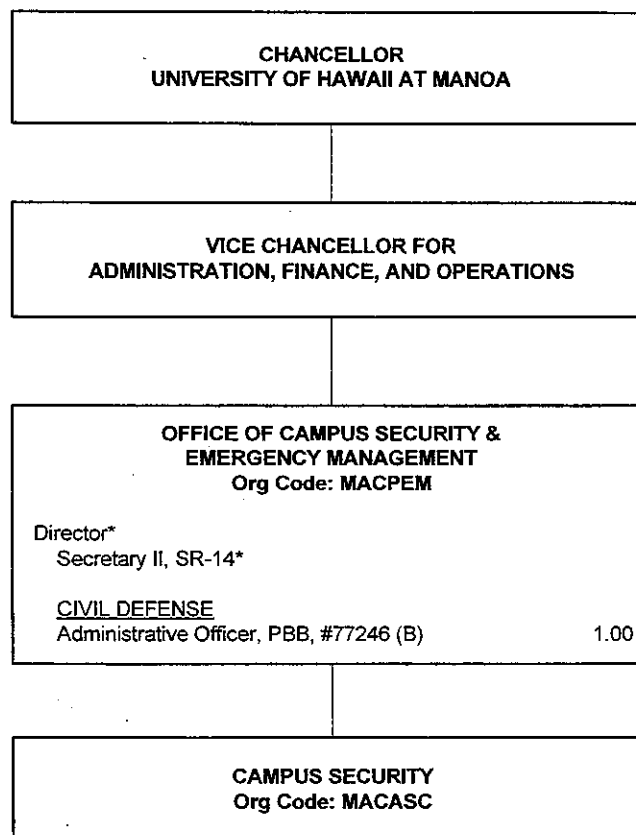 CHANCELLOR
UNIVERSITY OF HAWAII AT MANOA
VICE CHANCELLOR FOR
ADMINISTRATION, FINANCE, AND OPERATIONS
OFFICE OF CAMPUS SECURITY &
EMERGENCY MANAGEMENT
Org Code: MACPEM
Director*
Secretary II, SR-14*
CIVIL DEFENSE
Administrative Officer, PBB, #77246 (B) 1.00
CAMPUS SECURITY
Org Code: MACASC